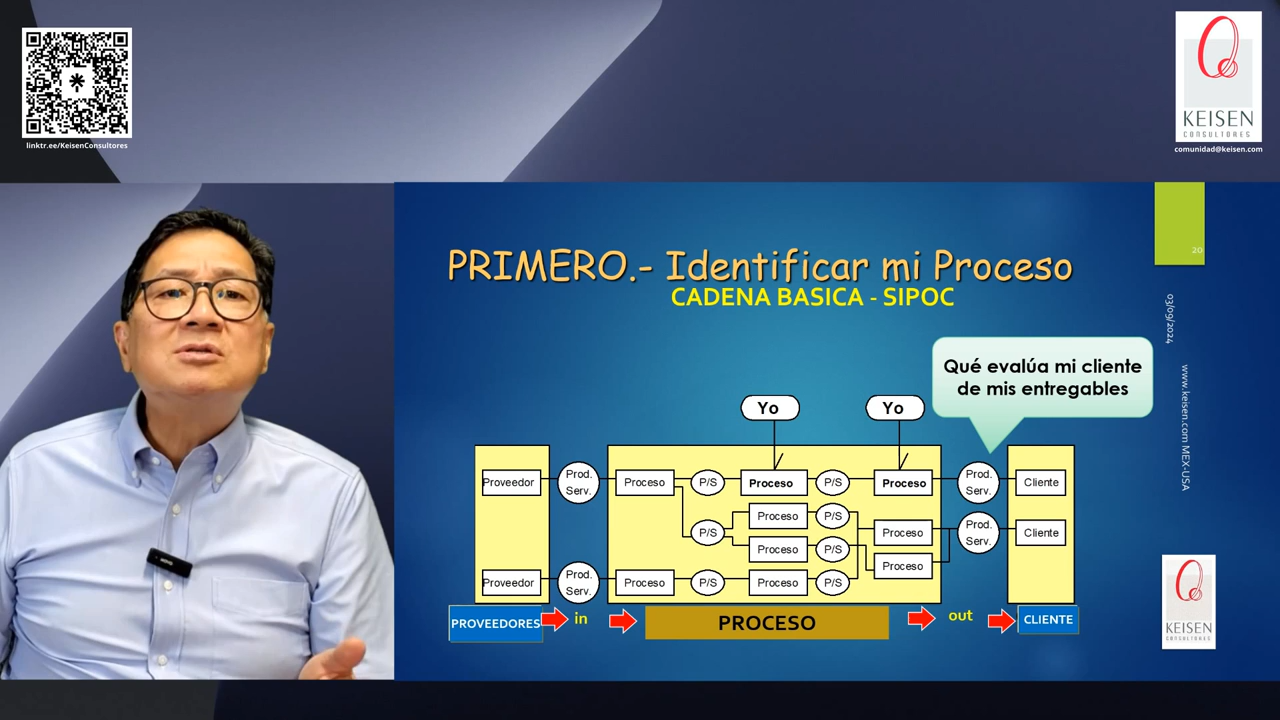 linktr.ee/KeisenConsultores
KEISEN
CONSULTORES
comunidad@keisen.com
20
03/09/2024
www.keisen.com MEX-USA
PRIMERO.- Identificar mi Proceso
CADENA BASICA - SIPOC
Qué evalúa mi cliente
de mis entregables
Yo
Yo
Proveedor
Prod.
Serv.
Proceso
P/S
Proceso
P/S
Proceso
Prod.
Serv.
Cliente
Proceso
P/S
P/S
Proceso
Prod.
Serv.
Cliente
Proceso
P/S
Proceso
Proveedor
Prod.
Serv.
Proceso
P/S
Proceso
P/S
PROVEEDORES
in
PROCESO
out
CLIENTE
KEISEN
CONSULTORES